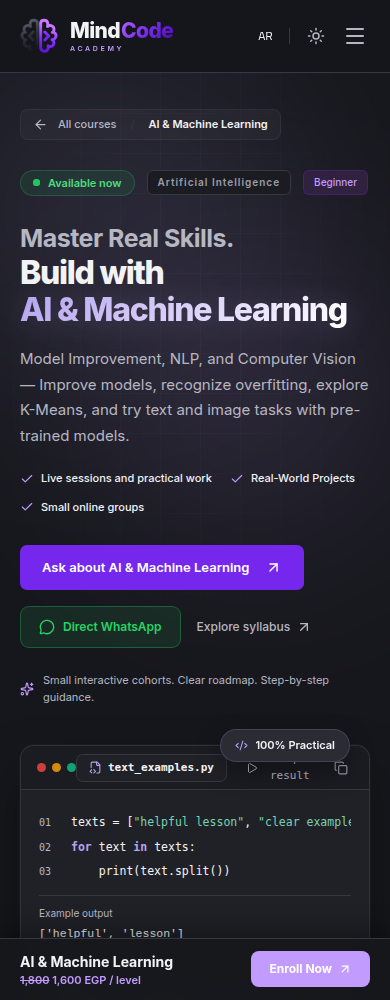 MindCode
ACADEMY
AR
All courses / AI & Machine Learning
Available now
Artificial Intelligence
Beginner
Master Real Skills.
Build with
AI & Machine Learning
Model Improvement, NLP, and Computer Vision
— Improve models, recognize overfitting, explore
K-Means, and try text and image tasks with pre-
trained models.
Live sessions and practical work
Real-World Projects
Small online groups
Ask about AI & Machine Learning
Direct WhatsApp
Explore syllabus
Small interactive cohorts. Clear roadmap. Step-by-step
guidance.
100% Practical
text_examples.py
result
01 texts = ["helpful lesson", "clear example
02 for text in texts:
03 print(text.split())
Example output
['helpful', 'lesson']
AI & Machine Learning
1,800 1,600 EGP / level
Enroll Now